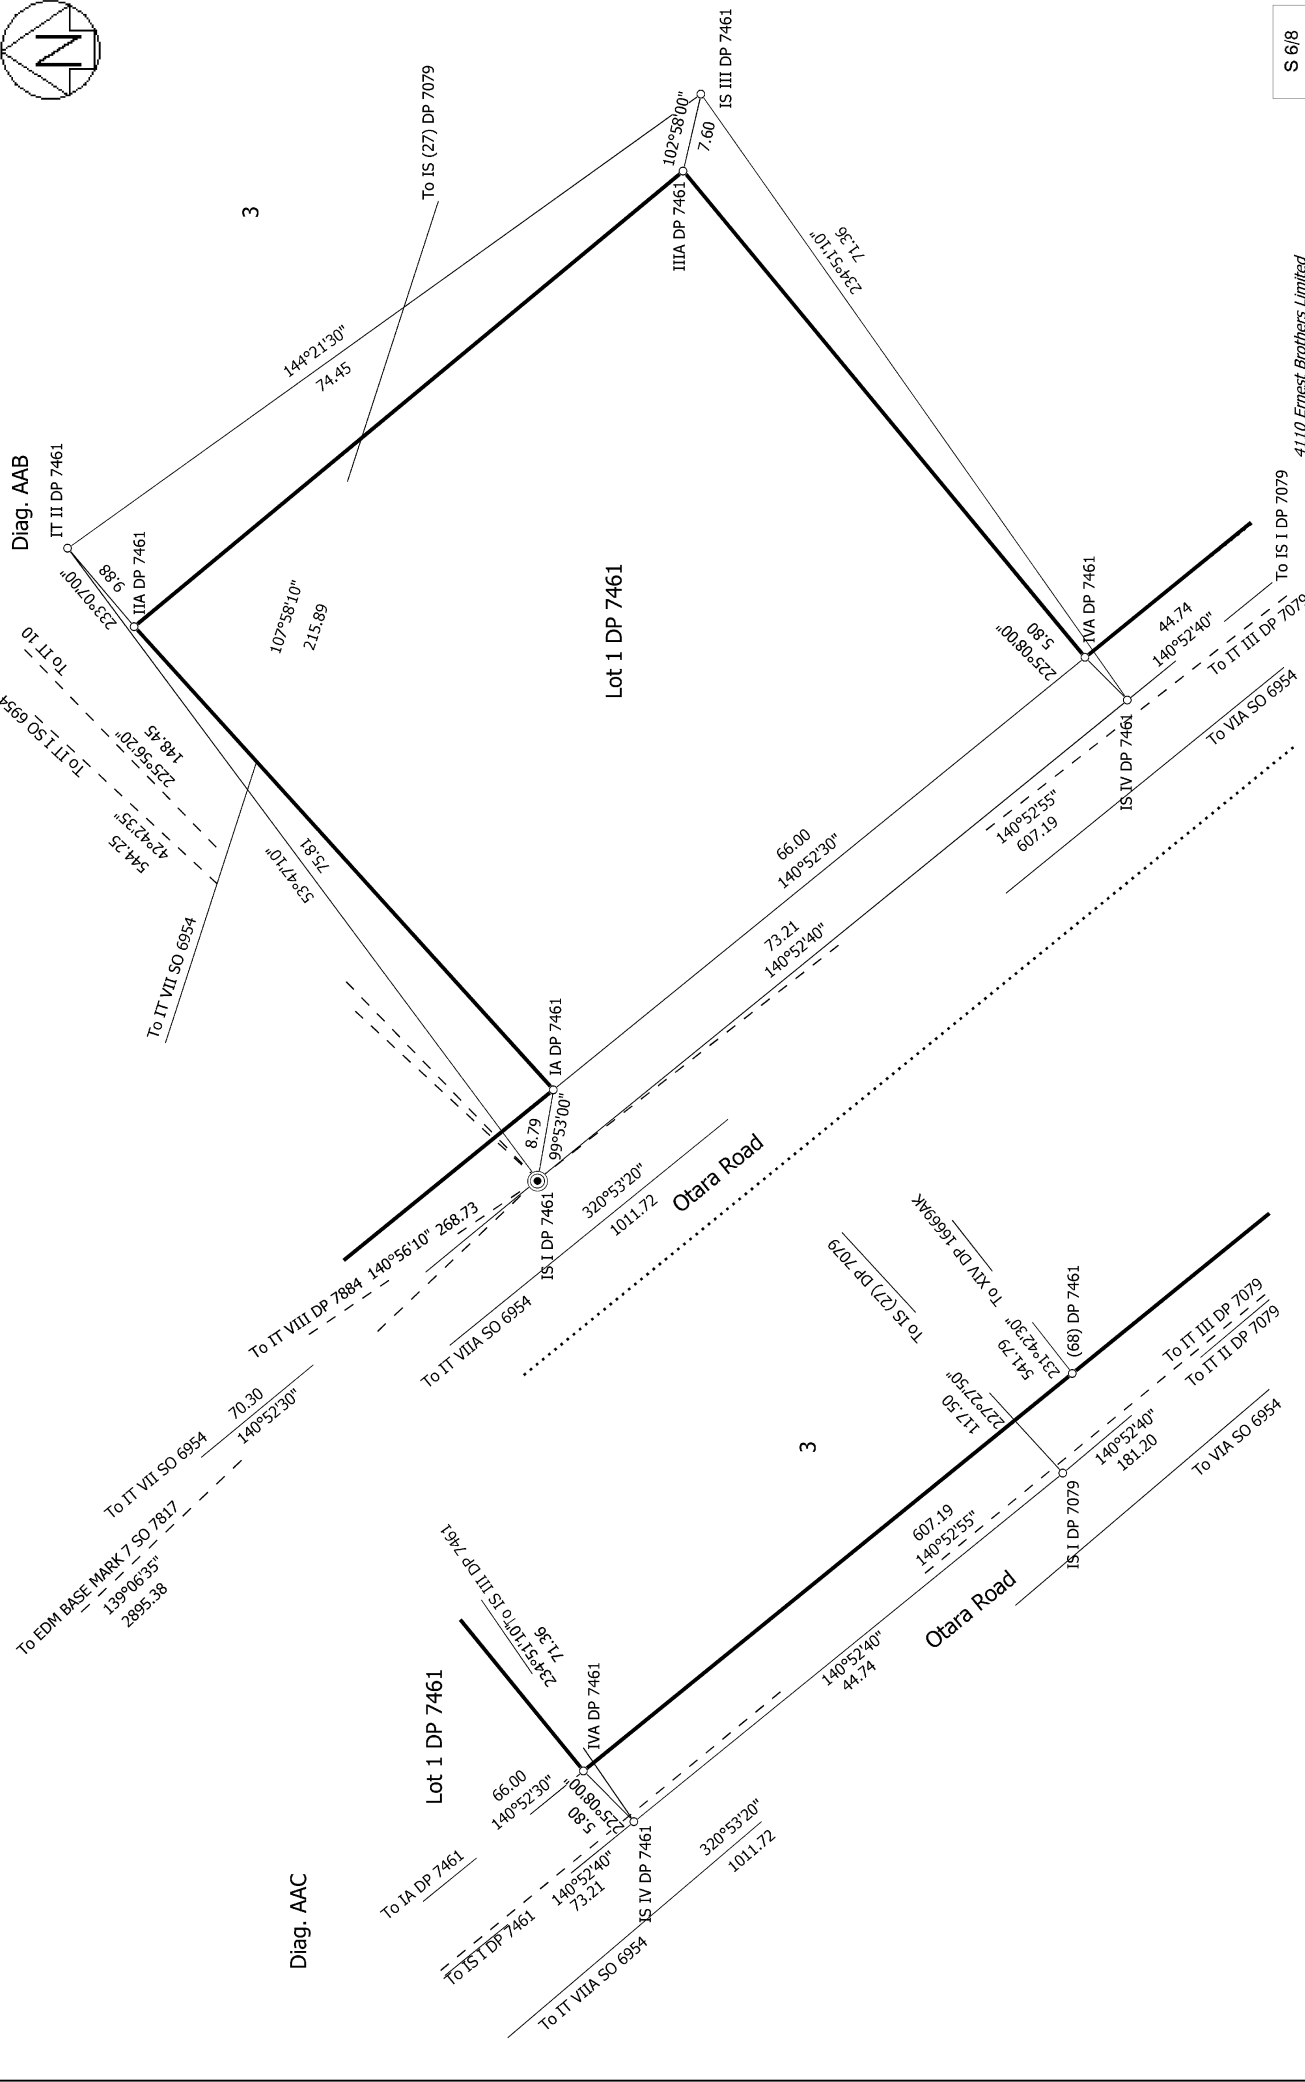 N
S 6/8
Diag. AAB
IT II DP 7461
IIA DP 7461
233°07'00"
9.88
To IT 10
To IT I SO 6954
225°56'20"
148.45
42°42'35"
544.25
To IT VII SO 6954
53°47'10"
75.81
107°58'10"
215.89
144°21'30"
74.45
To IS (27) DP 7079
3
102°58'00"
7.60
IS III DP 7461
IIIA DP 7461
234°51'10"
71.36
Lot 1 DP 7461
IA DP 7461
8.79
99°53'00"
IS I DP 7461
66.00
140°52'30"
73.21
140°52'40"
IVA DP 7461
225°08'00"
5.80
IS IV DP 7461
44.74
140°52'40"
To IS I DP 7079
To IT III DP 7079
To VIA SO 6954
140°52'55"
607.19
4110 Ernest Brothers Limited
320°53'20"
1011.72
Otara Road
To IT VIIA SO 6954
To IT VIII DP 7884 140°56'10" 268.73
To IT VII SO 6954
70.30
140°52'30"
To EDM BASE MARK 7 SO 7817
139°06'35"
2895.38
Diag. AAC
Lot 1 DP 7461
To IA DP 7461
66.00
140°52'30"
IVA DP 7461
234°51'10"
71.36
To IS III DP 7461
225°08'00"
5.80
IS IV DP 7461
To IS I DP 7461
140°52'40"
73.21
To IT VIIA SO 6954
320°53'20"
1011.72
140°52'40"
44.74
Otara Road
607.19
140°52'55"
IS I DP 7079
3
To IS (27) DP 7079
227°27'50"
117.50
To XIV DP 16669AK
231°42'30"
541.79
(68) DP 7461
140°52'40"
181.20
To IT III DP 7079
To IT II DP 7079
To VIA SO 6954